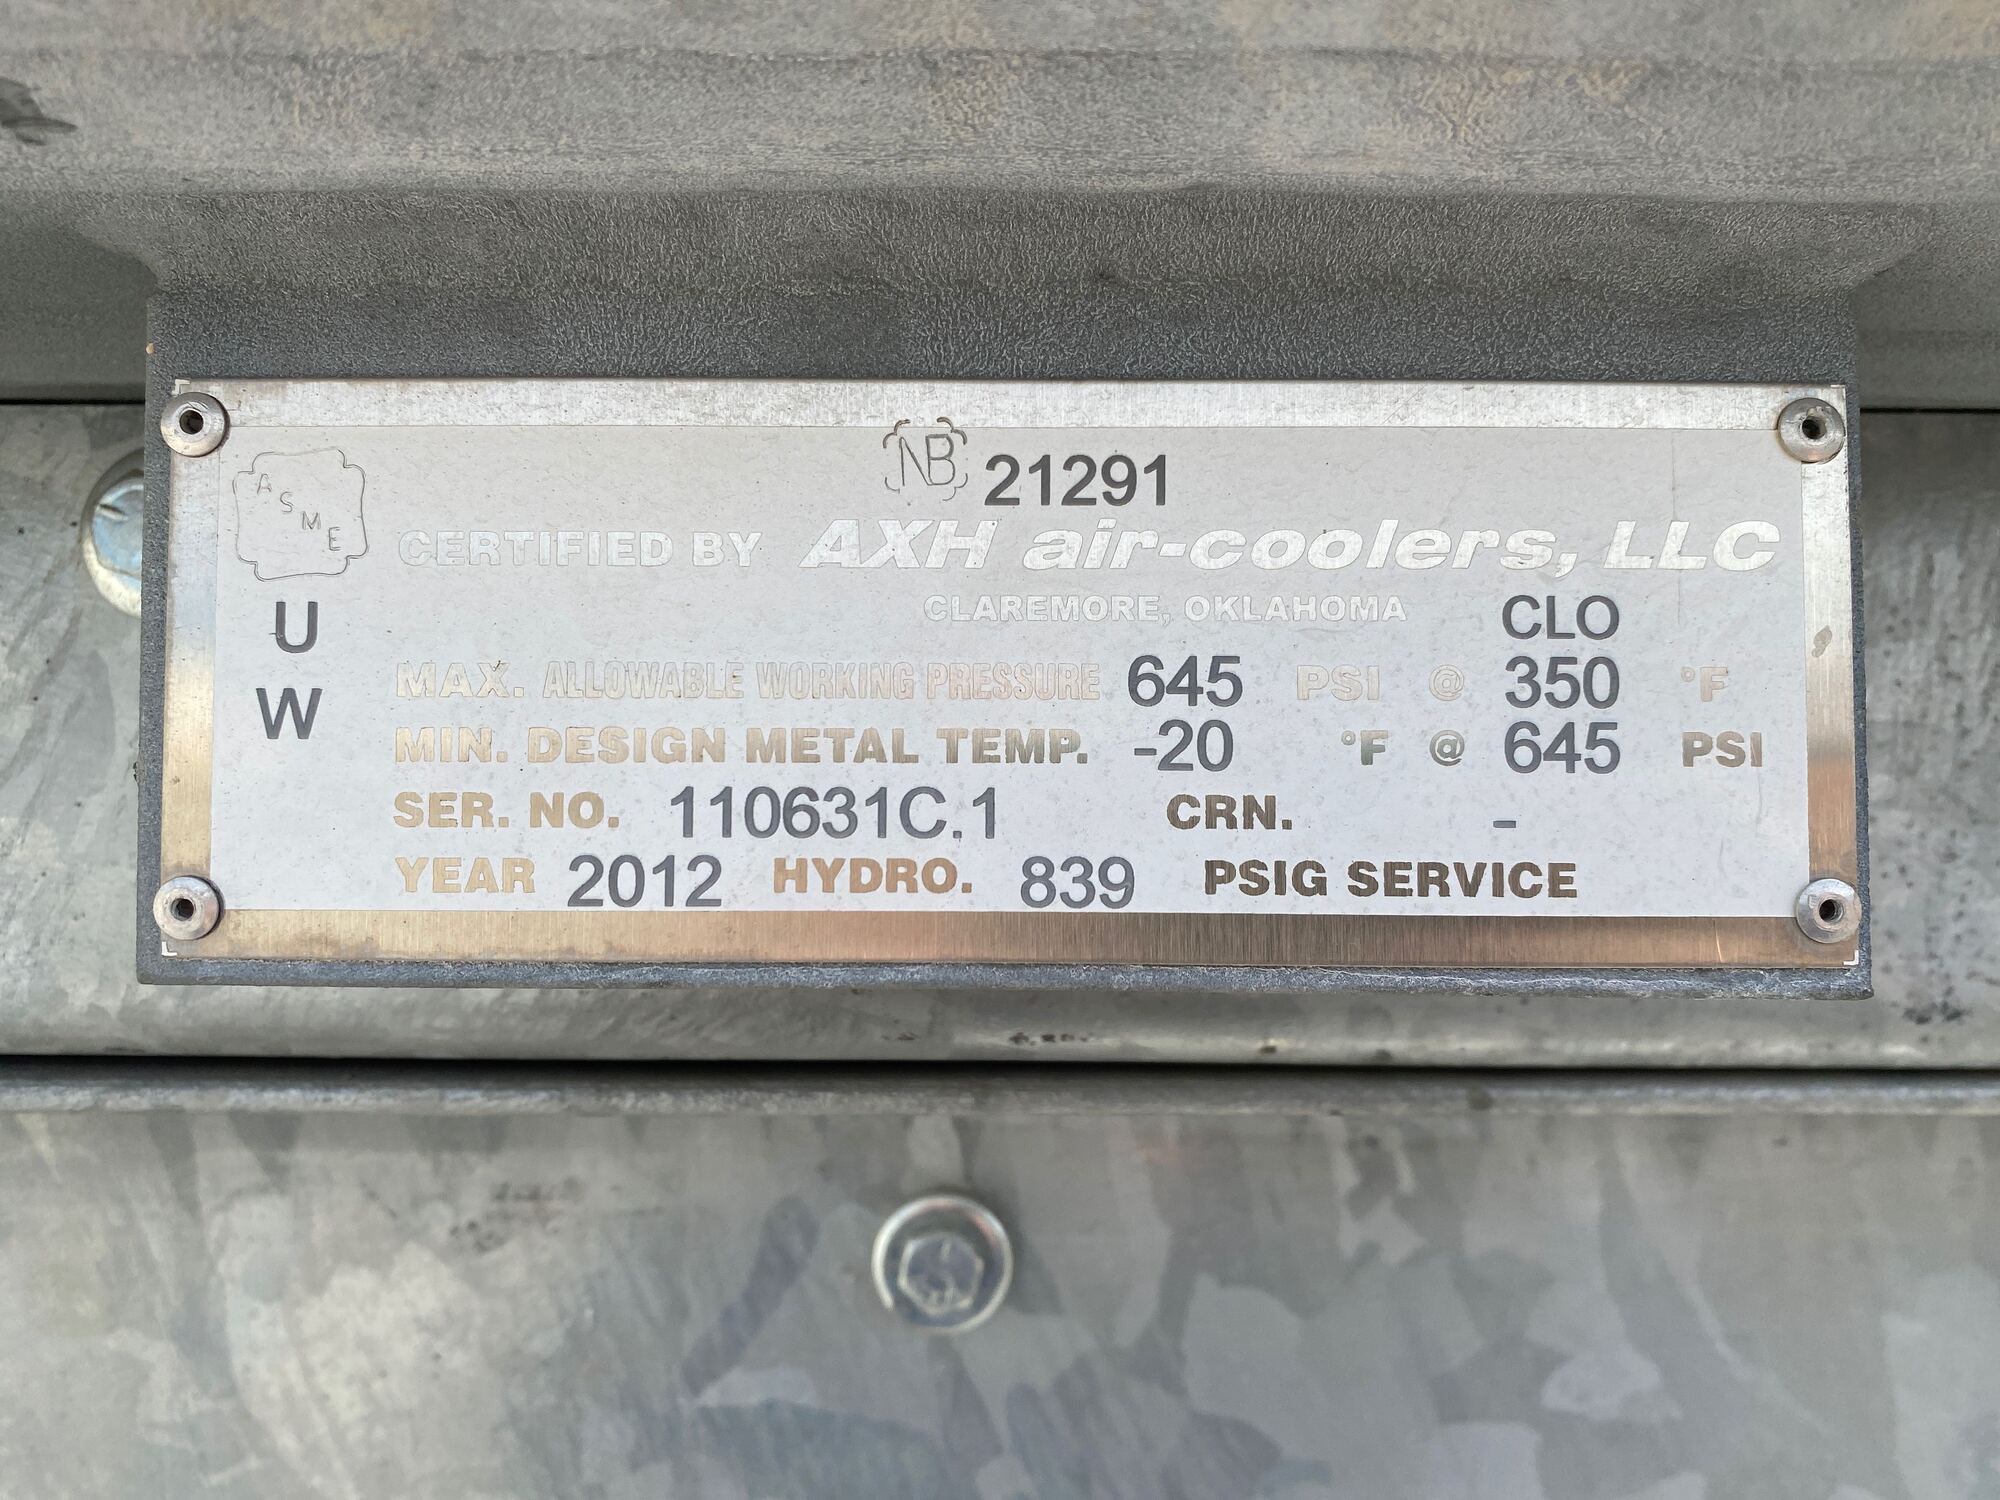 NB 21291
ASME
CERTIFIED BY AXH air-coolers, LLC
CLAREMORE, OKLAHOMA CLO
U
MAX. ALLOWABLE WORKING PRESSURE 645 PSI @ 350 °F
W
MIN. DESIGN METAL TEMP. -20 °F @ 645 PSI
SER. NO. 110631C.1 CRN. -
YEAR 2012 HYDRO. 839 PSIG SERVICE